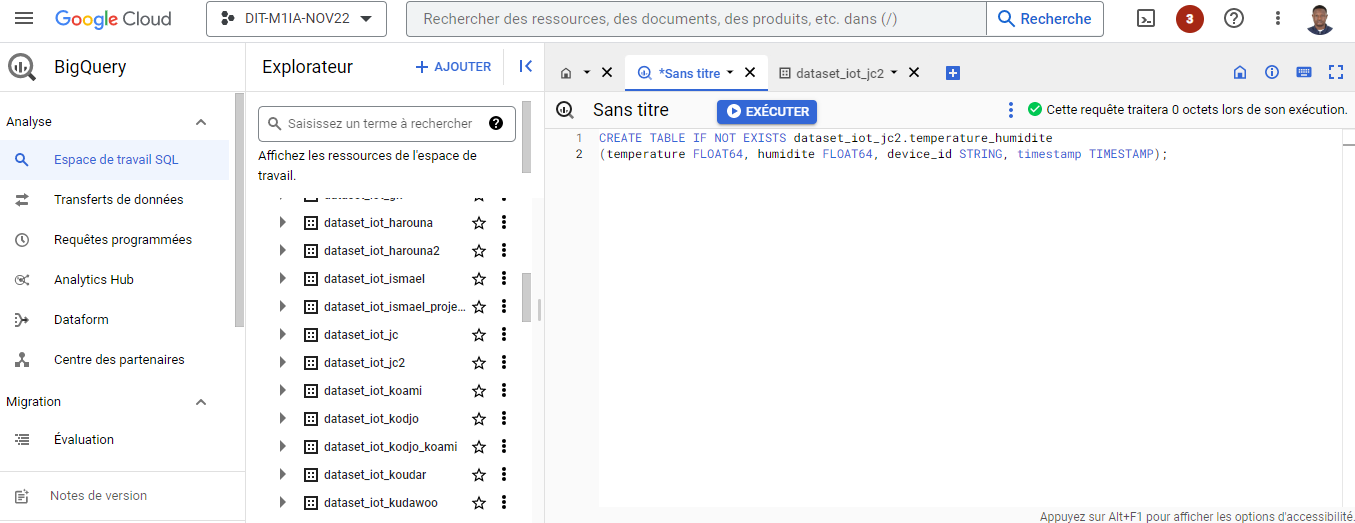 Google Cloud
DIT-M1IA-NOV22
Rechercher des ressources, des documents, des produits, etc. dans (/)
Recherche
3
BigQuery
Analyse
Espace de travail SQL
Transferts de données
Requêtes programmées
Analytics Hub
Dataform
Centre des partenaires
Migration
Évaluation
Notes de version
Explorateur
+ AJOUTER
Saisissez un terme à rechercher
Affichez les ressources de l'espace de
travail.
dataset_iot_harouna
dataset_iot_harouna2
dataset_iot_ismael
dataset_iot_ismael_proje...
dataset_iot_jc
dataset_iot_jc2
dataset_iot_koami
dataset_iot_kodjo
dataset_iot_kodjo_koami
dataset_iot_koudar
dataset_iot_kudawoo
*Sans titre
dataset_iot_jc2
Sans titre
EXÉCUTER
Cette requête traitera 0 octets lors de son exécution.
1 CREATE TABLE IF NOT EXISTS dataset_iot_jc2.temperature_humidite
2 (temperature FLOAT64, humidite FLOAT64, device_id STRING, timestamp TIMESTAMP);
Appuyez sur Alt+F1 pour afficher les options d'accessibilité.